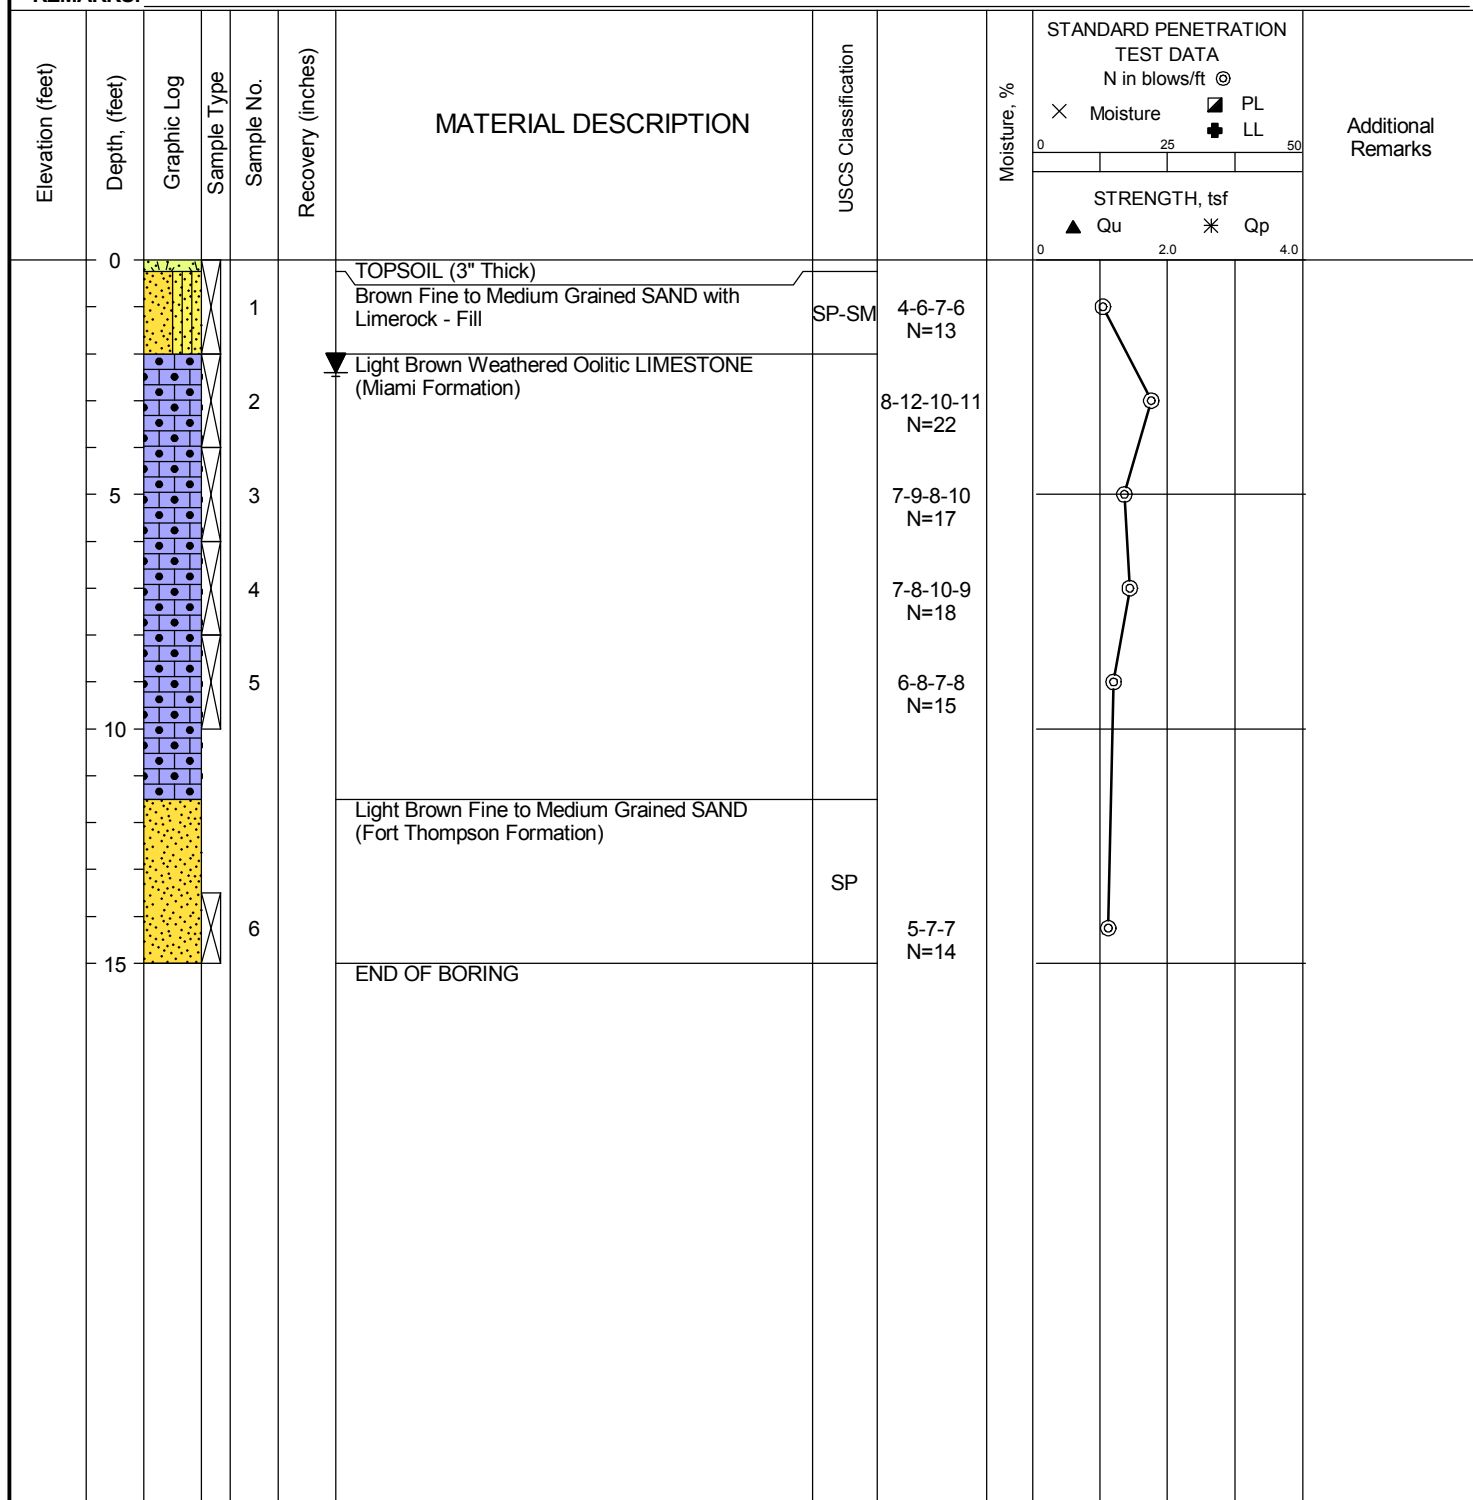 REMARKS:
Elevation (feet)
Depth, (feet)
Graphic Log
Sample Type
Sample No.
Recovery (inches)
MATERIAL DESCRIPTION
USCS Classification
Moisture, %
STANDARD PENETRATION
TEST DATA
N in blows/ft
Moisture
PL
LL
0 25 50
STRENGTH, tsf
Qu Qp
0 2.0 4.0
Additional
Remarks
0
TOPSOIL (3" Thick)
Brown Fine to Medium Grained SAND with
Limerock - Fill
1
SP-SM
4-6-7-6
N=13
Light Brown Weathered Oolitic LIMESTONE
(Miami Formation)
2
8-12-10-11
N=22
5
3
7-9-8-10
N=17
4
7-8-10-9
N=18
5
6-8-7-8
N=15
10
Light Brown Fine to Medium Grained SAND
(Fort Thompson Formation)
SP
6
5-7-7
N=14
15
END OF BORING